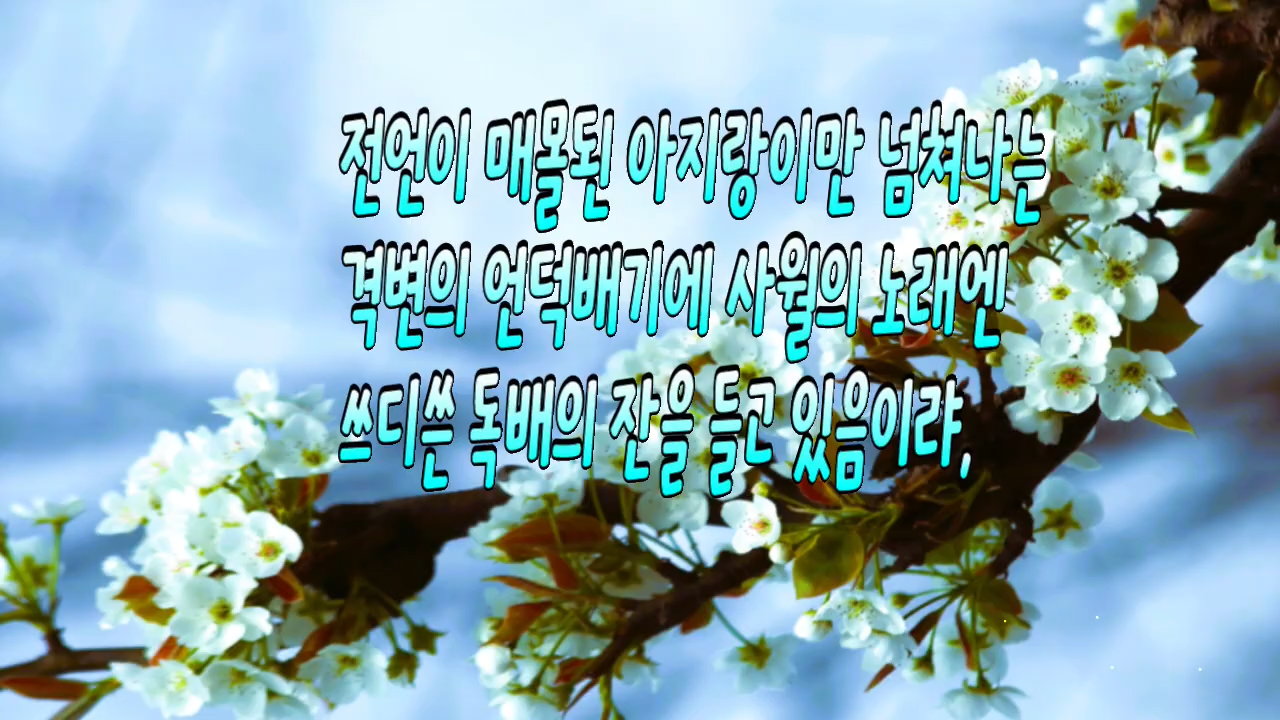 전언이 매몰된 아지랑이만 넘쳐나는
격변의 언덕배기에 사월의 노래엔
쓰디쓴 독배의 잔을 들고 있음이랴,